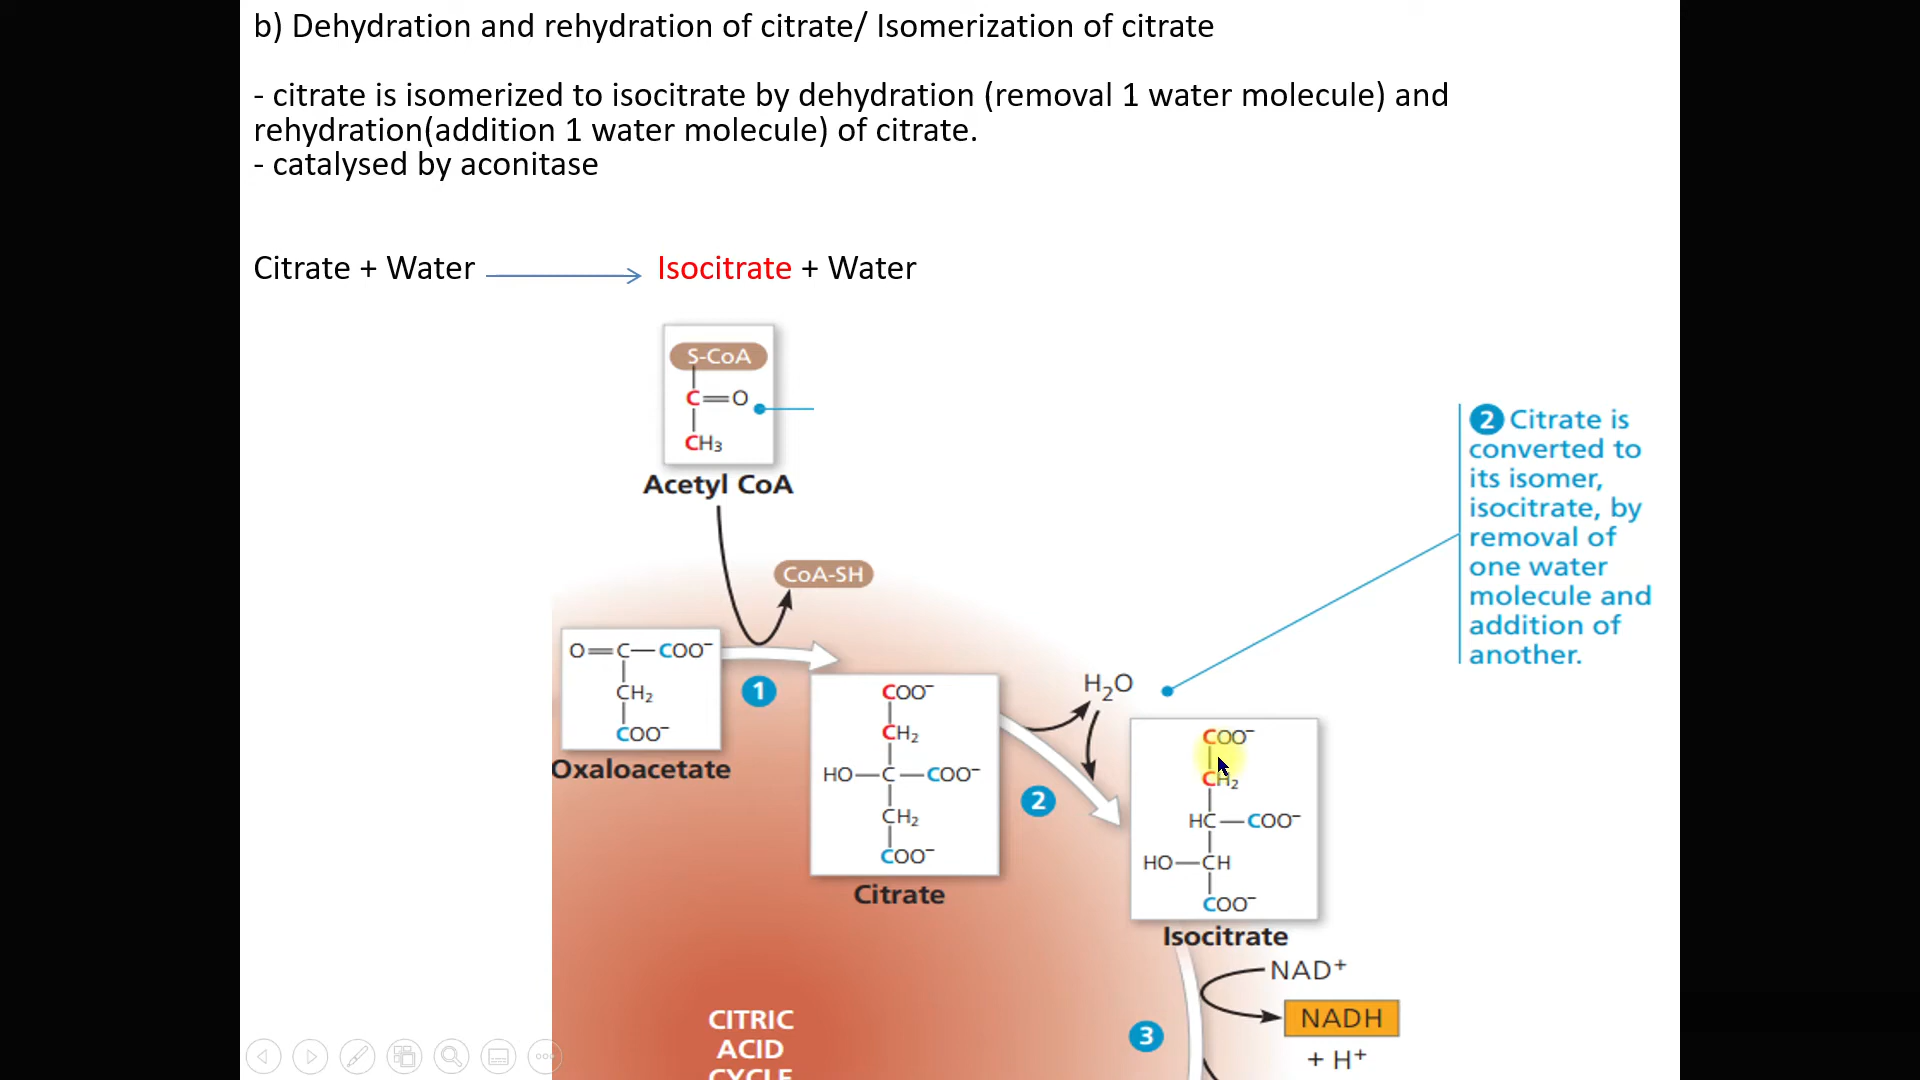 b) Dehydration and rehydration of citrate/ Isomerization of citrate
- citrate is isomerized to isocitrate by dehydration (removal 1 water molecule) and
rehydration(addition 1 water molecule) of citrate.
- catalysed by aconitase
Citrate + Water → Isocitrate + Water
S-CoA
C=O
CH₃
Acetyl CoA
CoA-SH
O=C—COO⁻
CH₂
COO⁻
Oxaloacetate
1
COO⁻
CH₂
HO—C—COO⁻
CH₂
COO⁻
Citrate
H₂O
2
2 Citrate is
converted to
its isomer,
isocitrate, by
removal of
one water
molecule and
addition of
another.
COO⁻
CH₂
HC—COO⁻
HO—CH
COO⁻
Isocitrate
NAD⁺
NADH
+ H⁺
3
CITRIC
ACID
CYCLE